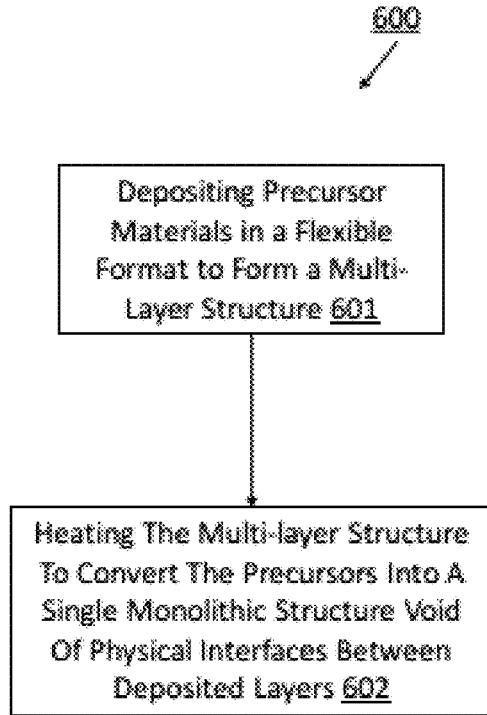 600
Depositing Precursor
Materials in a Flexible
Format to Form a Multi-
Layer Structure 601
Heating The Multi-layer Structure
To Convert The Precursors Into A
Single Monolithic Structure Void
Of Physical Interfaces Between
Deposited Layers 602